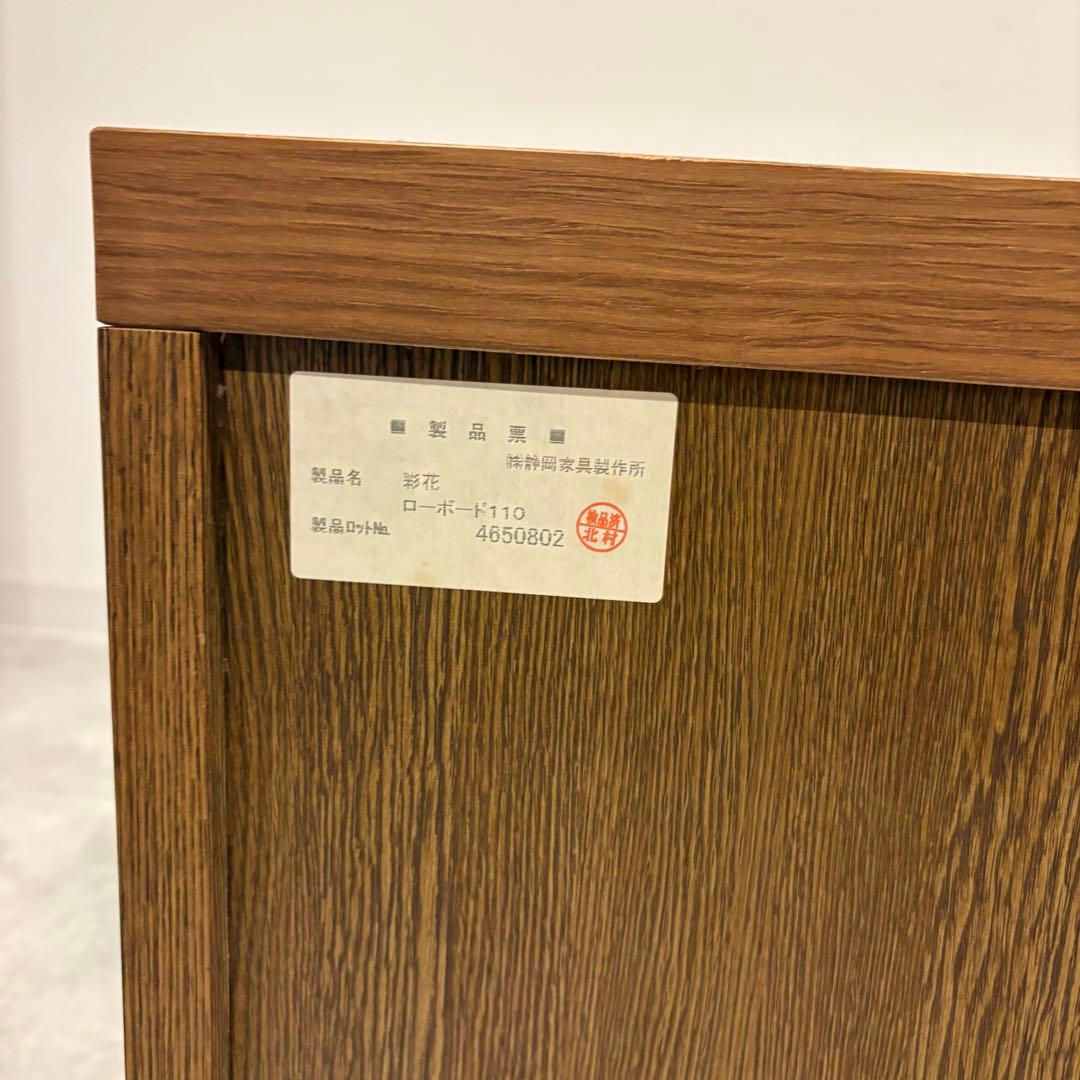 ■ 製 品 票 ■
㈱静岡家具製作所
製品名 彩花
ローボード110
製品ロット№ 4650802
検品済
北村